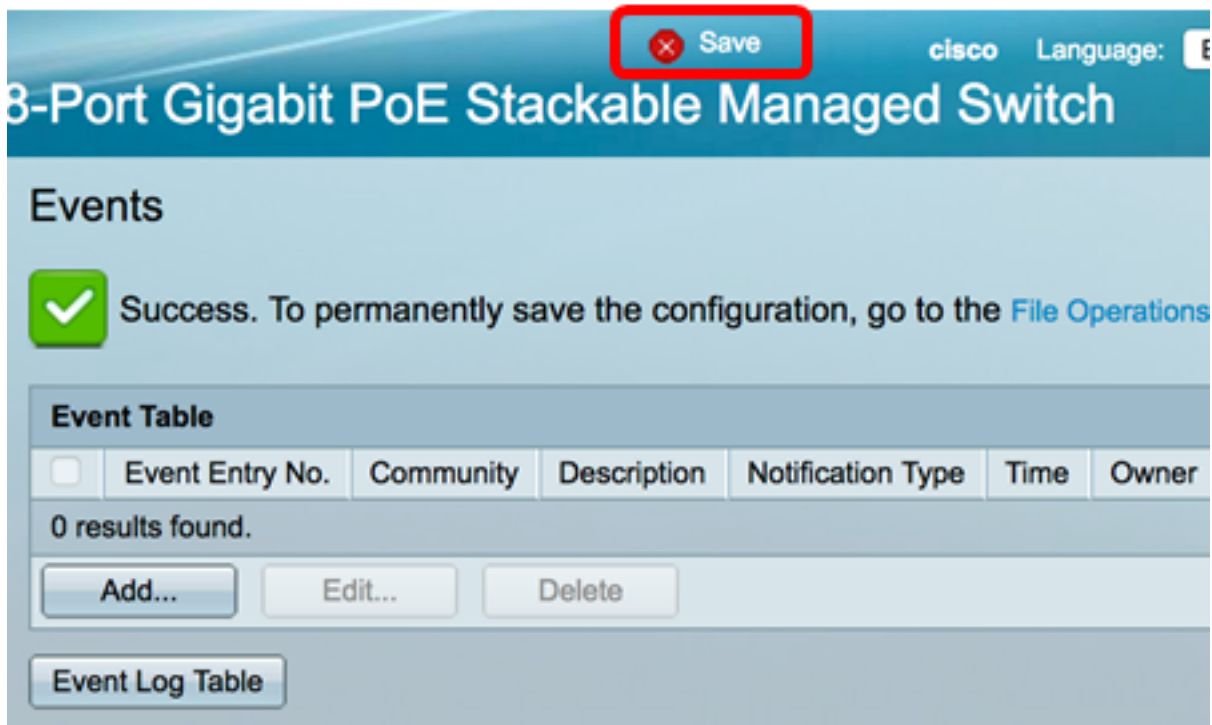 Save cisco Language:
8-Port Gigabit PoE Stackable Managed Switch
Events
Success. To permanently save the configuration, go to the File Operations
Event Table
Event Entry No. Community Description Notification Type Time Owner
0 results found.
Add... Edit... Delete
Event Log Table